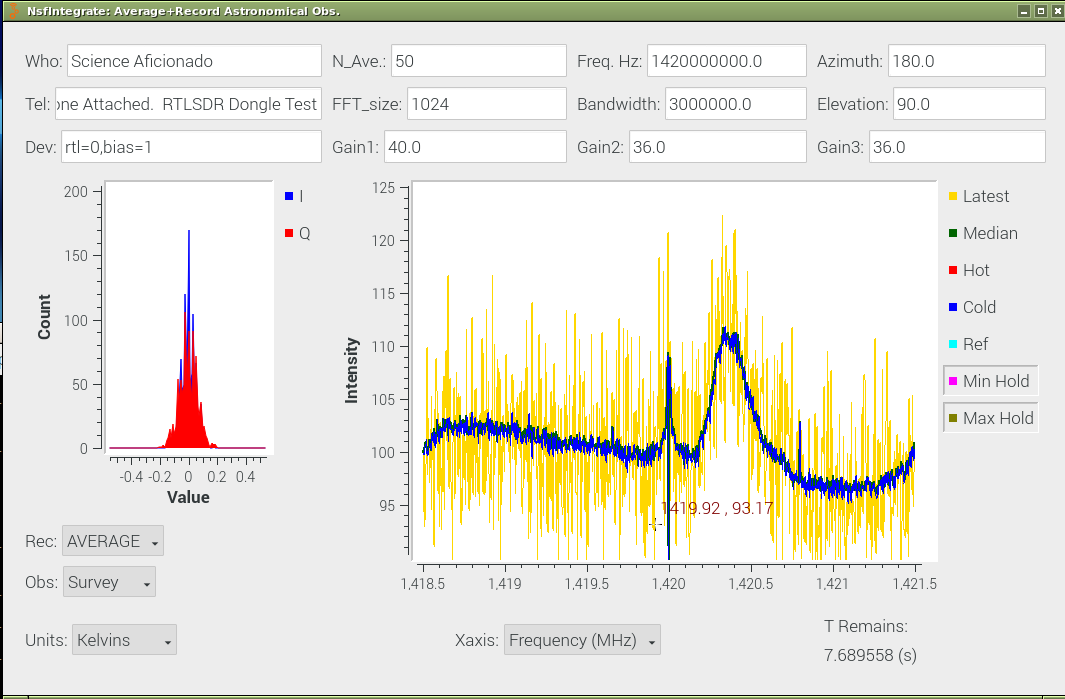 NsfIntegrate: Average+Record Astronomical Obs.
Who: Science Aficionado N_Ave.: 50 Freq. Hz: 1420000000.0 Azimuth: 180.0
Tel: one Attached. RTLSDR Dongle Test FFT_size: 1024 Bandwidth: 3000000.0 Elevation: 90.0
Dev: rtl=0,bias=1 Gain1: 40.0 Gain2: 36.0 Gain3: 36.0
200
150
100
50
0
Count
-0.4 -0.2 0 0.2 0.4
Value
I
Q
125
120
115
110
105
100
95
Intensity
1419.92 , 93.17
1,418.5 1,419 1,419.5 1,420 1,420.5 1,421 1,421.5
Latest
Median
Hot
Cold
Ref
Min Hold
Max Hold
Rec: AVERAGE
Obs: Survey
Units: Kelvins
Xaxis: Frequency (MHz)
T Remains:
7.689558 (s)